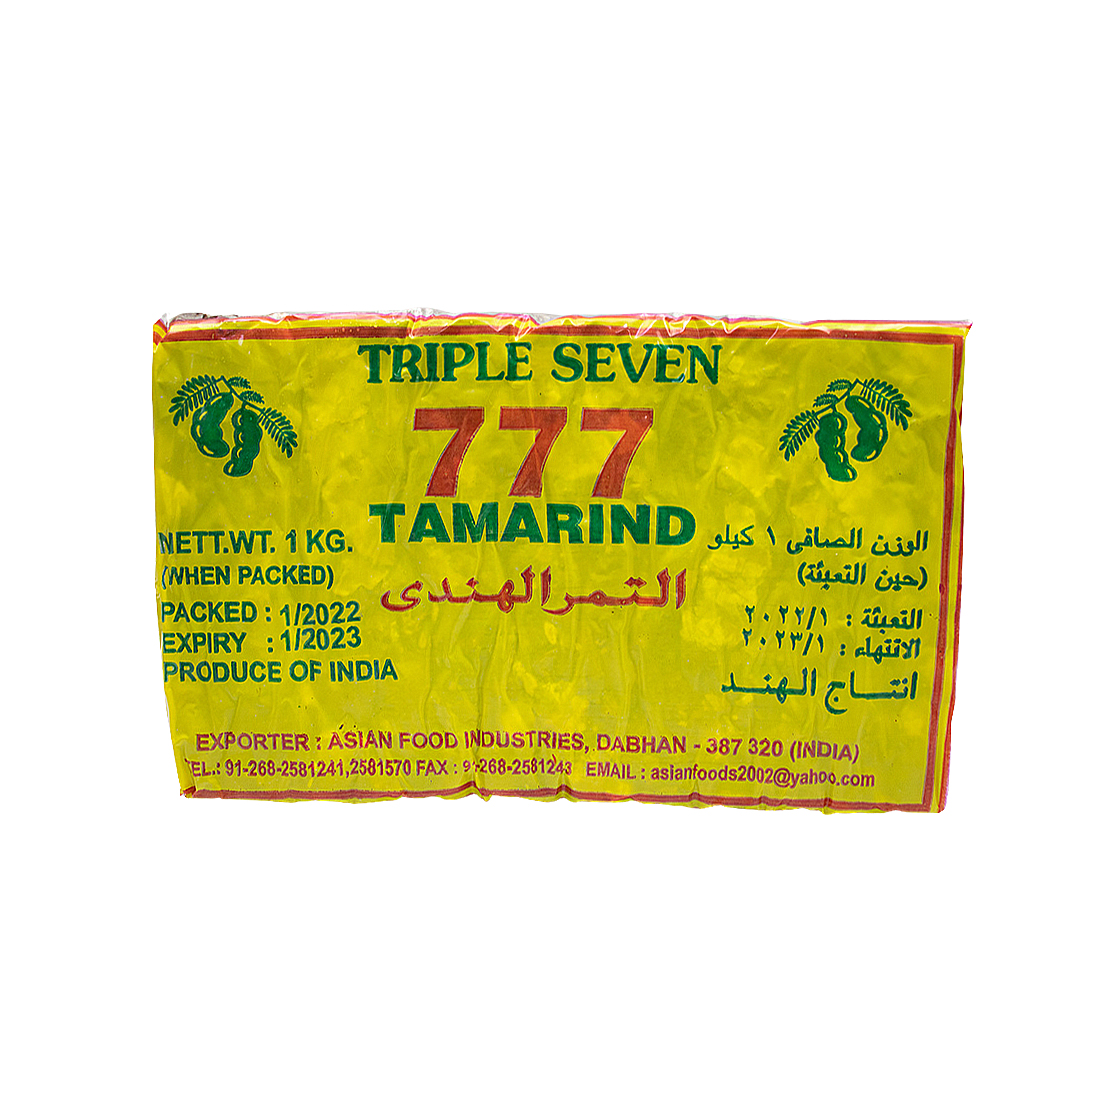 TRIPLE SEVEN
777
TAMARIND
التمرالهندى
NETT.WT. 1 KG.
(WHEN PACKED)
PACKED : 1/2022
EXPIRY : 1/2023
PRODUCE OF INDIA
الوزن الصافى ١ كيلو
(حين التعبئة)
التعبئة : ٢٠٢٢/١
الانتهاء : ٢٠٢٣/١
انتاج الهند
EXPORTER : ASIAN FOOD INDUSTRIES, DABHAN - 387 320 (INDIA)
TEL.: 91-268-2581241,2581570 FAX : 91-268-2581243 EMAIL : asianfoods2002@yahoo.com